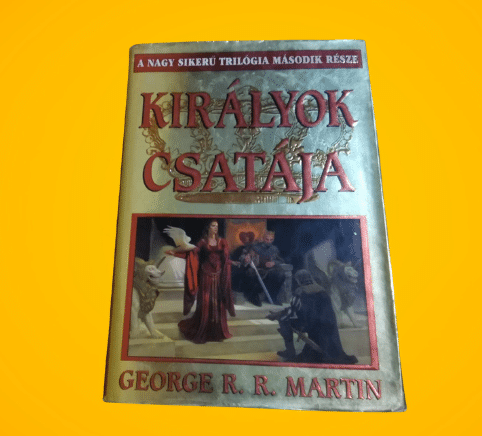 A NAGY SIKERŰ TRILÓGIA MÁSODIK RÉSZE
KIRÁLYOK
CSATÁJA
GEORGE R. R. MARTIN